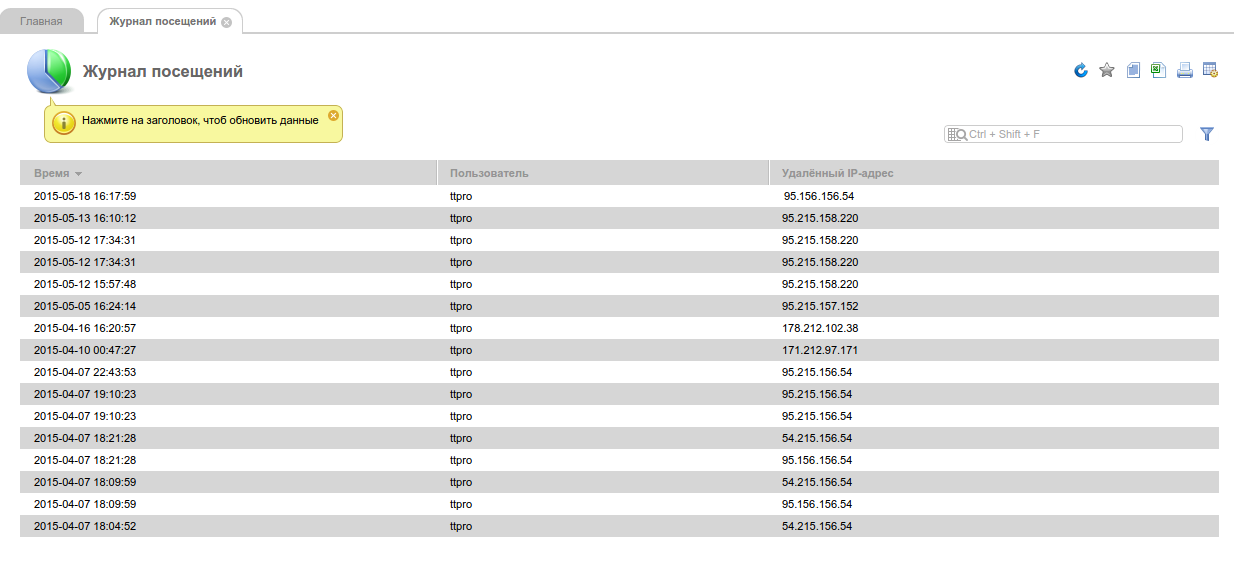 Главная
Журнал посещений
Журнал посещений
Нажмите на заголовок, чтоб обновить данные
Ctrl + Shift + F
Время Пользователь Удалённый IP-адрес
2015-05-18 16:17:59 ttpro 95.156.156.54
2015-05-13 16:10:12 ttpro 95.215.158.220
2015-05-12 17:34:31 ttpro 95.215.158.220
2015-05-12 17:34:31 ttpro 95.215.158.220
2015-05-12 15:57:48 ttpro 95.215.158.220
2015-05-05 16:24:14 ttpro 95.215.157.152
2015-04-16 16:20:57 ttpro 178.212.102.38
2015-04-10 00:47:27 ttpro 171.212.97.171
2015-04-07 22:43:53 ttpro 95.215.156.54
2015-04-07 19:10:23 ttpro 95.215.156.54
2015-04-07 19:10:23 ttpro 95.215.156.54
2015-04-07 18:21:28 ttpro 54.215.156.54
2015-04-07 18:21:28 ttpro 95.156.156.54
2015-04-07 18:09:59 ttpro 54.215.156.54
2015-04-07 18:09:59 ttpro 95.156.156.54
2015-04-07 18:04:52 ttpro 54.215.156.54